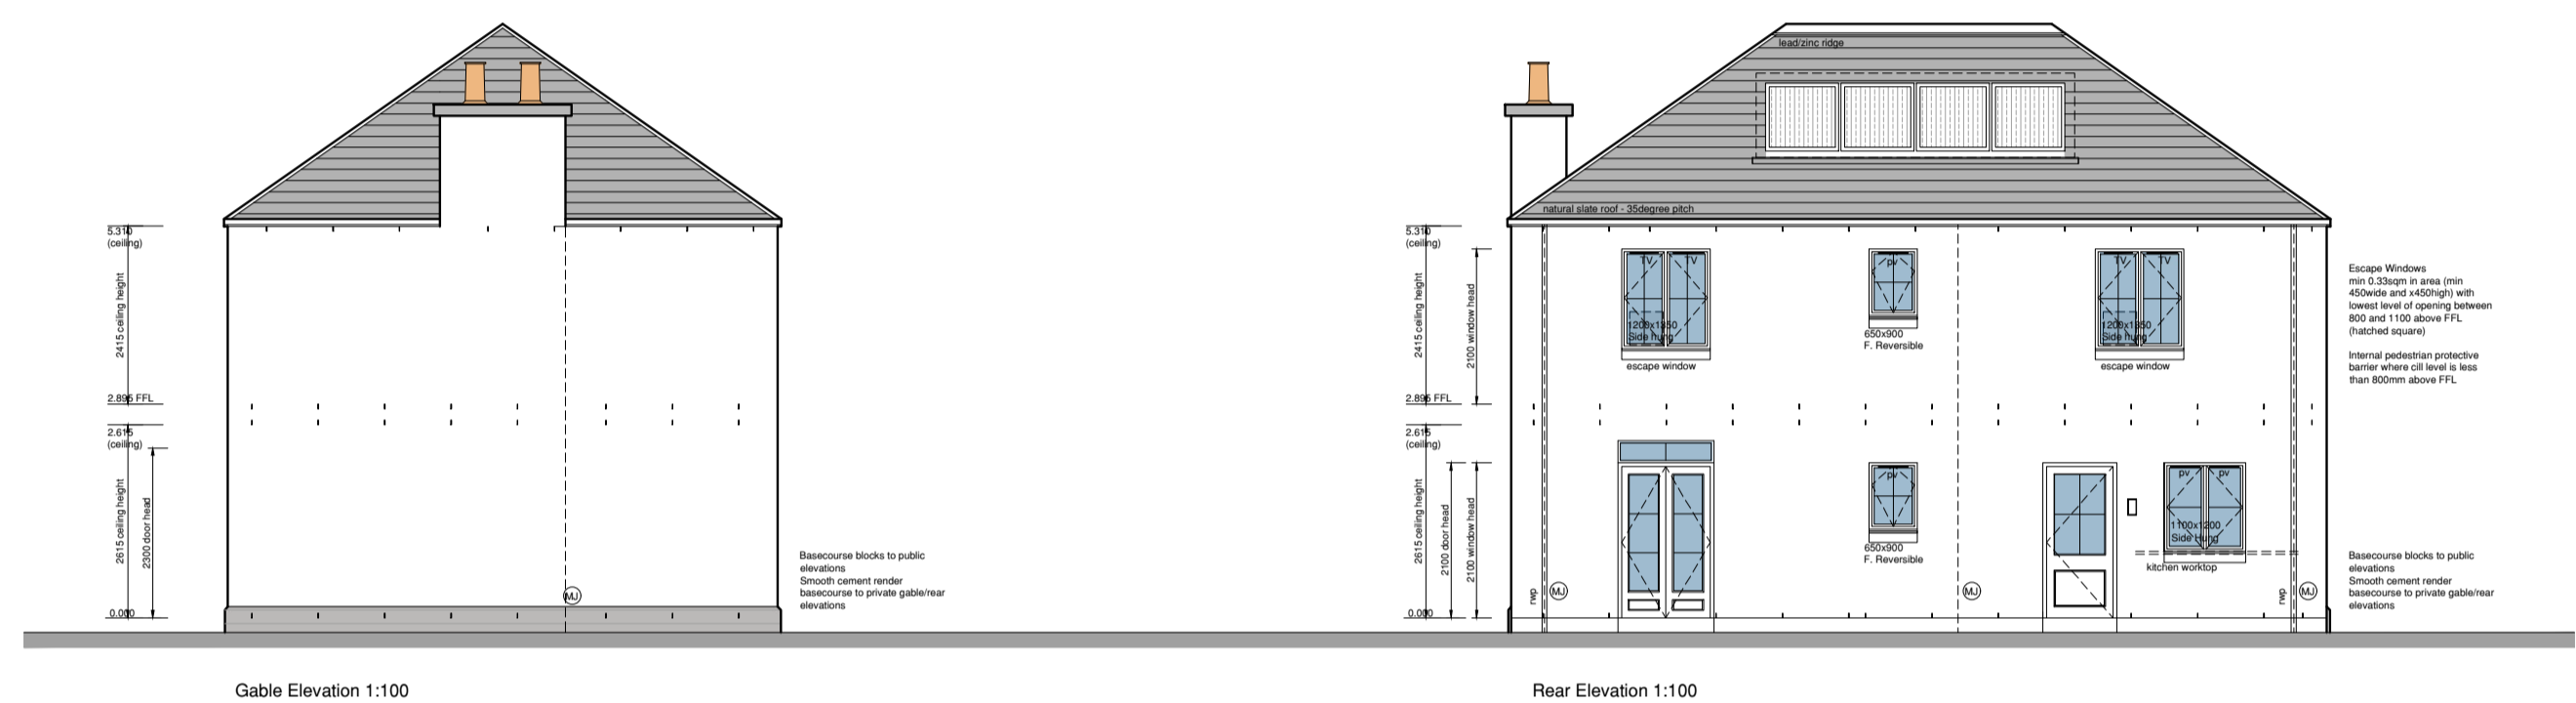 5.310
(ceiling)
2415 ceiling height
2.895 FFL
2.615
(ceiling)
2615 ceiling height
2300 door head
0.000
MJ
Basecourse blocks to public
elevations
Smooth cement render
basecourse to private gable/rear
elevations
Gable Elevation 1:100
lead/zinc ridge
natural slate roof - 35degree pitch
5.310
(ceiling)
2415 ceiling height
2100 window head
2.895 FFL
2.615
(ceiling)
2615 ceiling height
2100 door head
2100 window head
0.000
TV TV
1200x1350
Side Hung
escape window
pv
650x900
F. Reversible
TV TV
1200x1350
Side Hung
escape window
pv
650x900
F. Reversible
pv pv
1100x1200
Side Hung
kitchen worktop
rwp
MJ
MJ
rwp
MJ
Escape Windows
min 0.33sqm in area (min
450wide and x450high) with
lowest level of opening between
800 and 1100 above FFL
(hatched square)
Internal pedestrian protective
barrier where cill level is less
than 800mm above FFL
Basecourse blocks to public
elevations
Smooth cement render
basecourse to private gable/rear
elevations
Rear Elevation 1:100